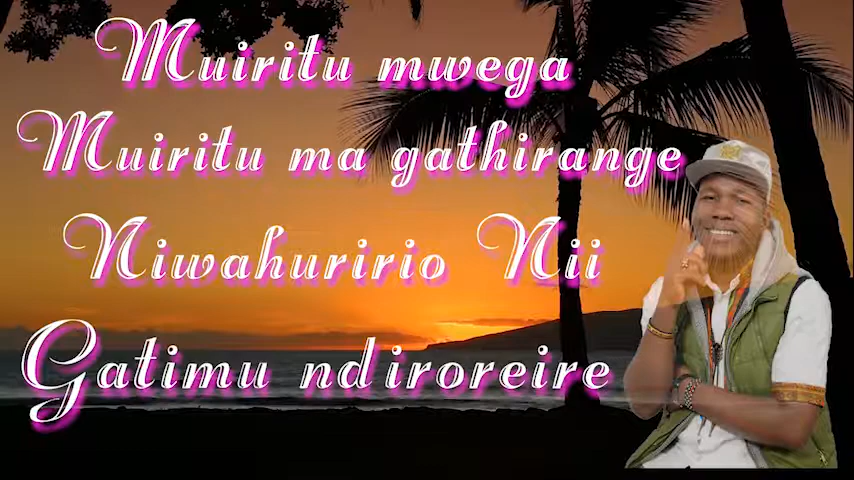 Muiritu mwega
Muiritu ma gathirange
Niwahuririo Nii
Gatimu ndiroreire